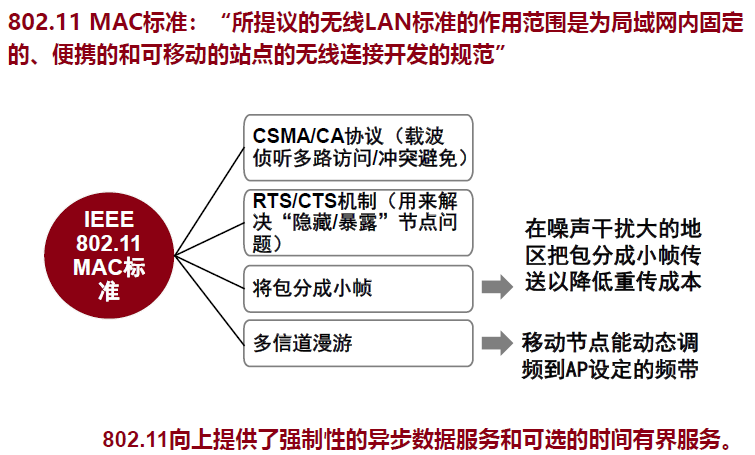 802.11 MAC标准：“所提议的无线LAN标准的作用范围是为局域网内固定
的、便携的和可移动的站点的无线连接开发的规范”
CSMA/CA协议（载波
侦听多路访问/冲突避免）
RTS/CTS机制（用来解
决“隐藏/暴露”节点问
题）
IEEE
802.11
MAC标
准
将包分成小帧
在噪声干扰大的地
区把包分成小帧传
送以降低重传成本
多信道漫游
移动节点能动态调
频到AP设定的频带
802.11向上提供了强制性的异步数据服务和可选的时间有界服务。